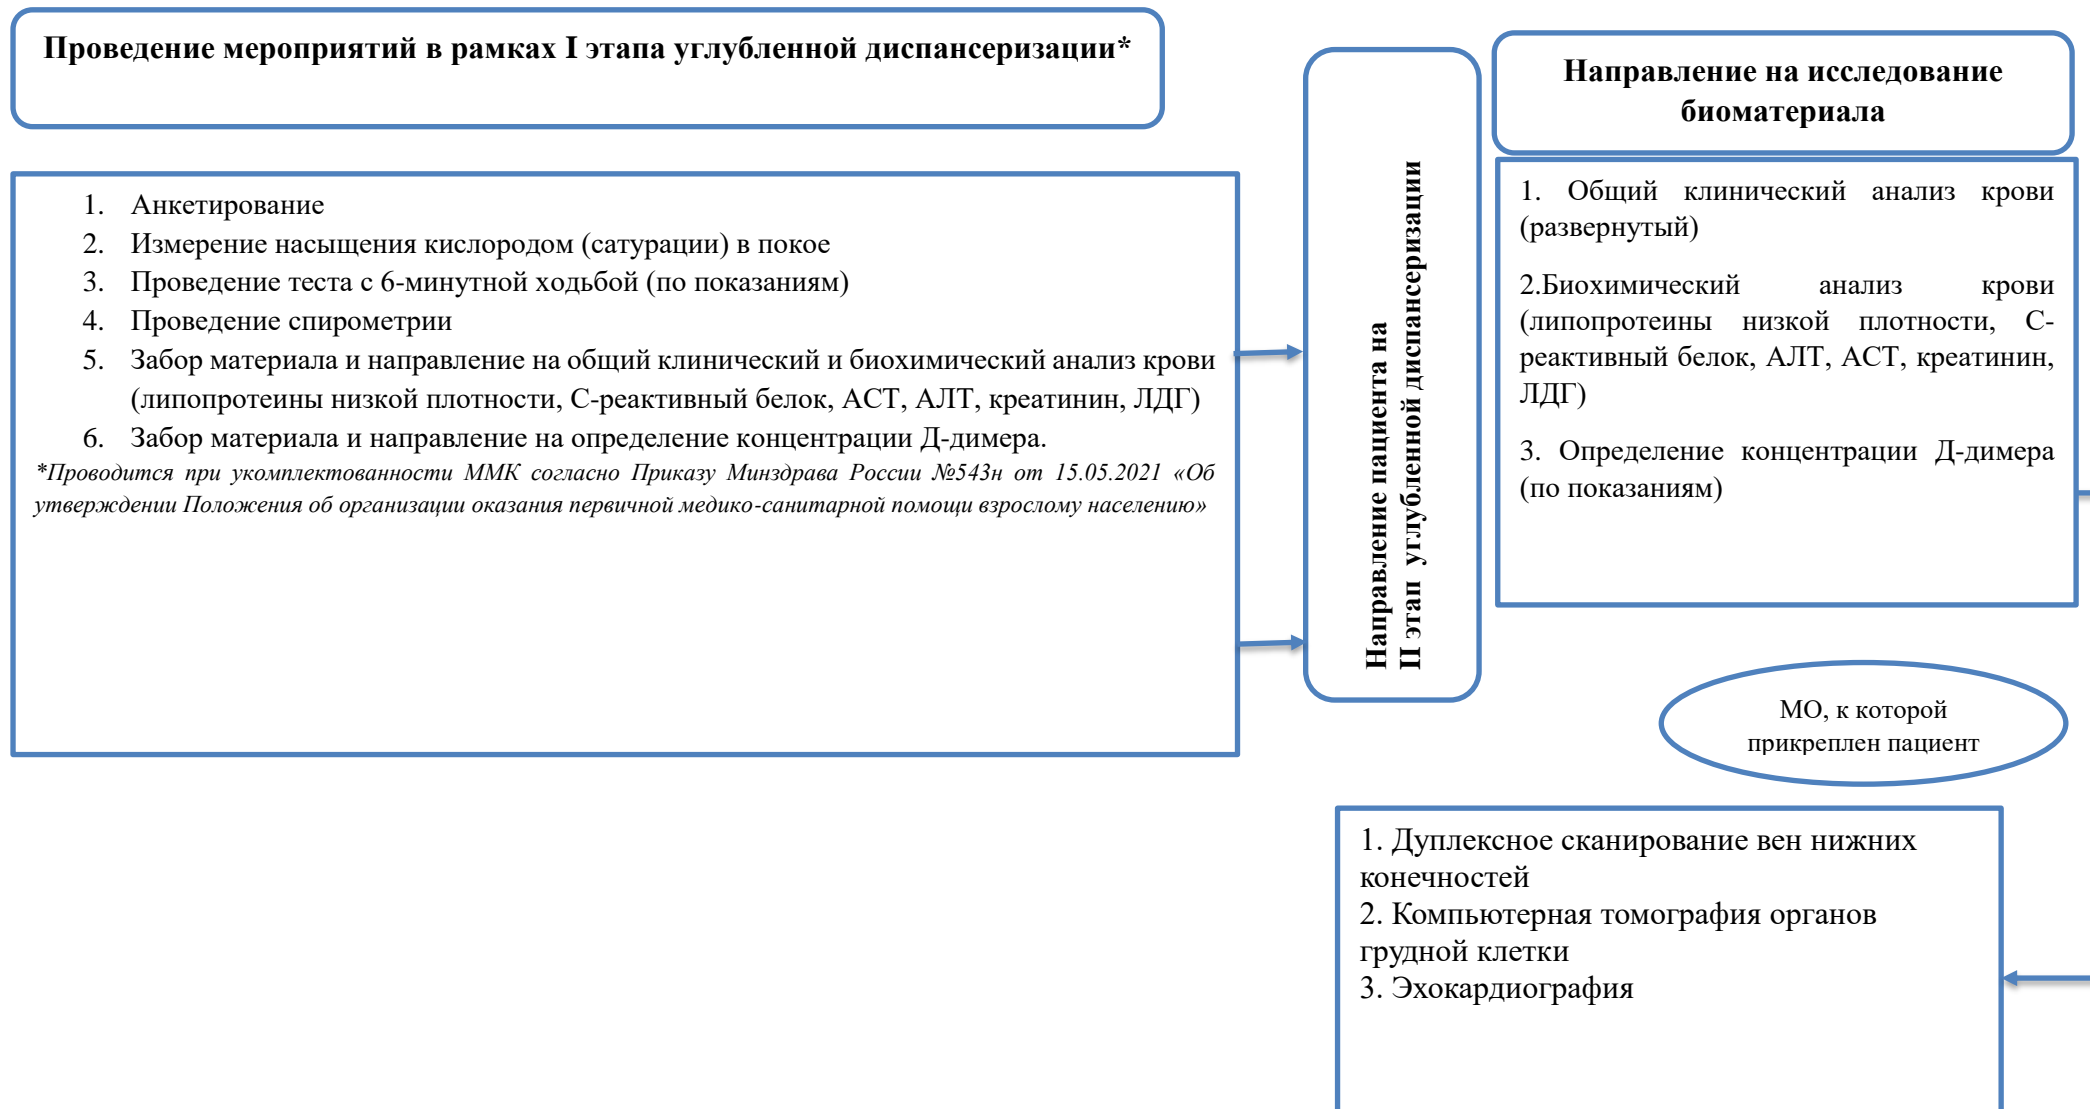 Проведение мероприятий в рамках I этапа углубленной диспансеризации*
1. Анкетирование
2. Измерение насыщения кислородом (сатурации) в покое
3. Проведение теста с 6-минутной ходьбой (по показаниям)
4. Проведение спирометрии
5. Забор материала и направление на общий клинический и биохимический анализ крови
(липопротеины низкой плотности, С-реактивный белок, АСТ, АЛТ, креатинин, ЛДГ)
6. Забор материала и направление на определение концентрации Д-димера.
*Проводится при укомплектованности ММК согласно Приказу Минздрава России №543н от 15.05.2021 «Об
утверждении Положения об организации оказания первичной медико-санитарной помощи взрослому населению»
Направление пациента на
II этап углубленной диспансеризации
Направление на исследование
биоматериала
1. Общий клинический анализ крови
(развернутый)
2.Биохимический анализ крови
(липопротеины низкой плотности, С-
реактивный белок, АЛТ, АСТ, креатинин,
ЛДГ)
3. Определение концентрации Д-димера
(по показаниям)
МО, к которой
прикреплен пациент
1. Дуплексное сканирование вен нижних
конечностей
2. Компьютерная томография органов
грудной клетки
3. Эхокардиография